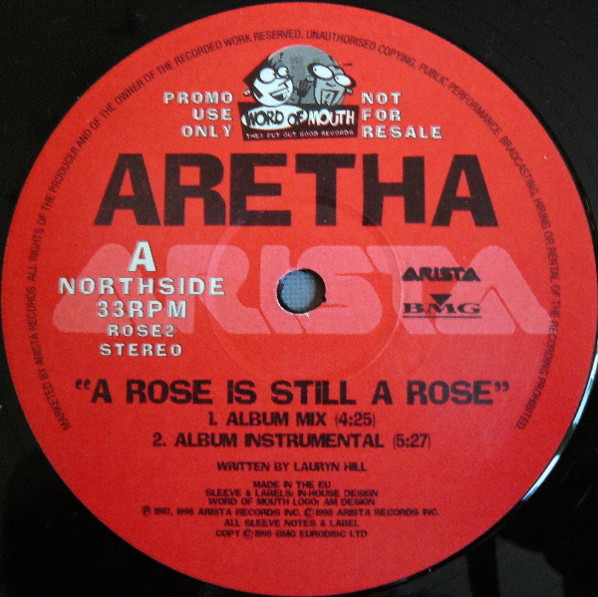 MARKETED BY ARISTA RECORDS. ALL RIGHTS OF THE PRODUCER AND OF THE OWNER OF THE RECORDED WORK RESERVED. UNAUTHORISED COPYING, PUBLIC PERFORMANCE, BROADCASTING, HIRING OR RENTAL OF THE RECORDING PROHIBITED
PROMO
USE
ONLY
WORD OF MOUTH
THEY PUT OUT GOOD RECORDS
NOT
FOR
RESALE
ARETHA
ARISTA
A
NORTHSIDE
33RPM
ROSE2
STEREO
ARISTA
BMG
"A ROSE IS STILL A ROSE"
1. ALBUM MIX (4:25)
2. ALBUM INSTRUMENTAL (5:27)
WRITTEN BY LAURYN HILL
MADE IN THE EU
SLEEVE & LABELS: IN-HOUSE DESIGN
WORD OF MOUTH LOGO: AM DESIGN
℗ 1997, 1998 ARISTA RECORDS INC. © 1998 ARISTA RECORDS INC.
ALL SLEEVE NOTES & LABEL
COPY © 1998 BMG EURODISC LTD